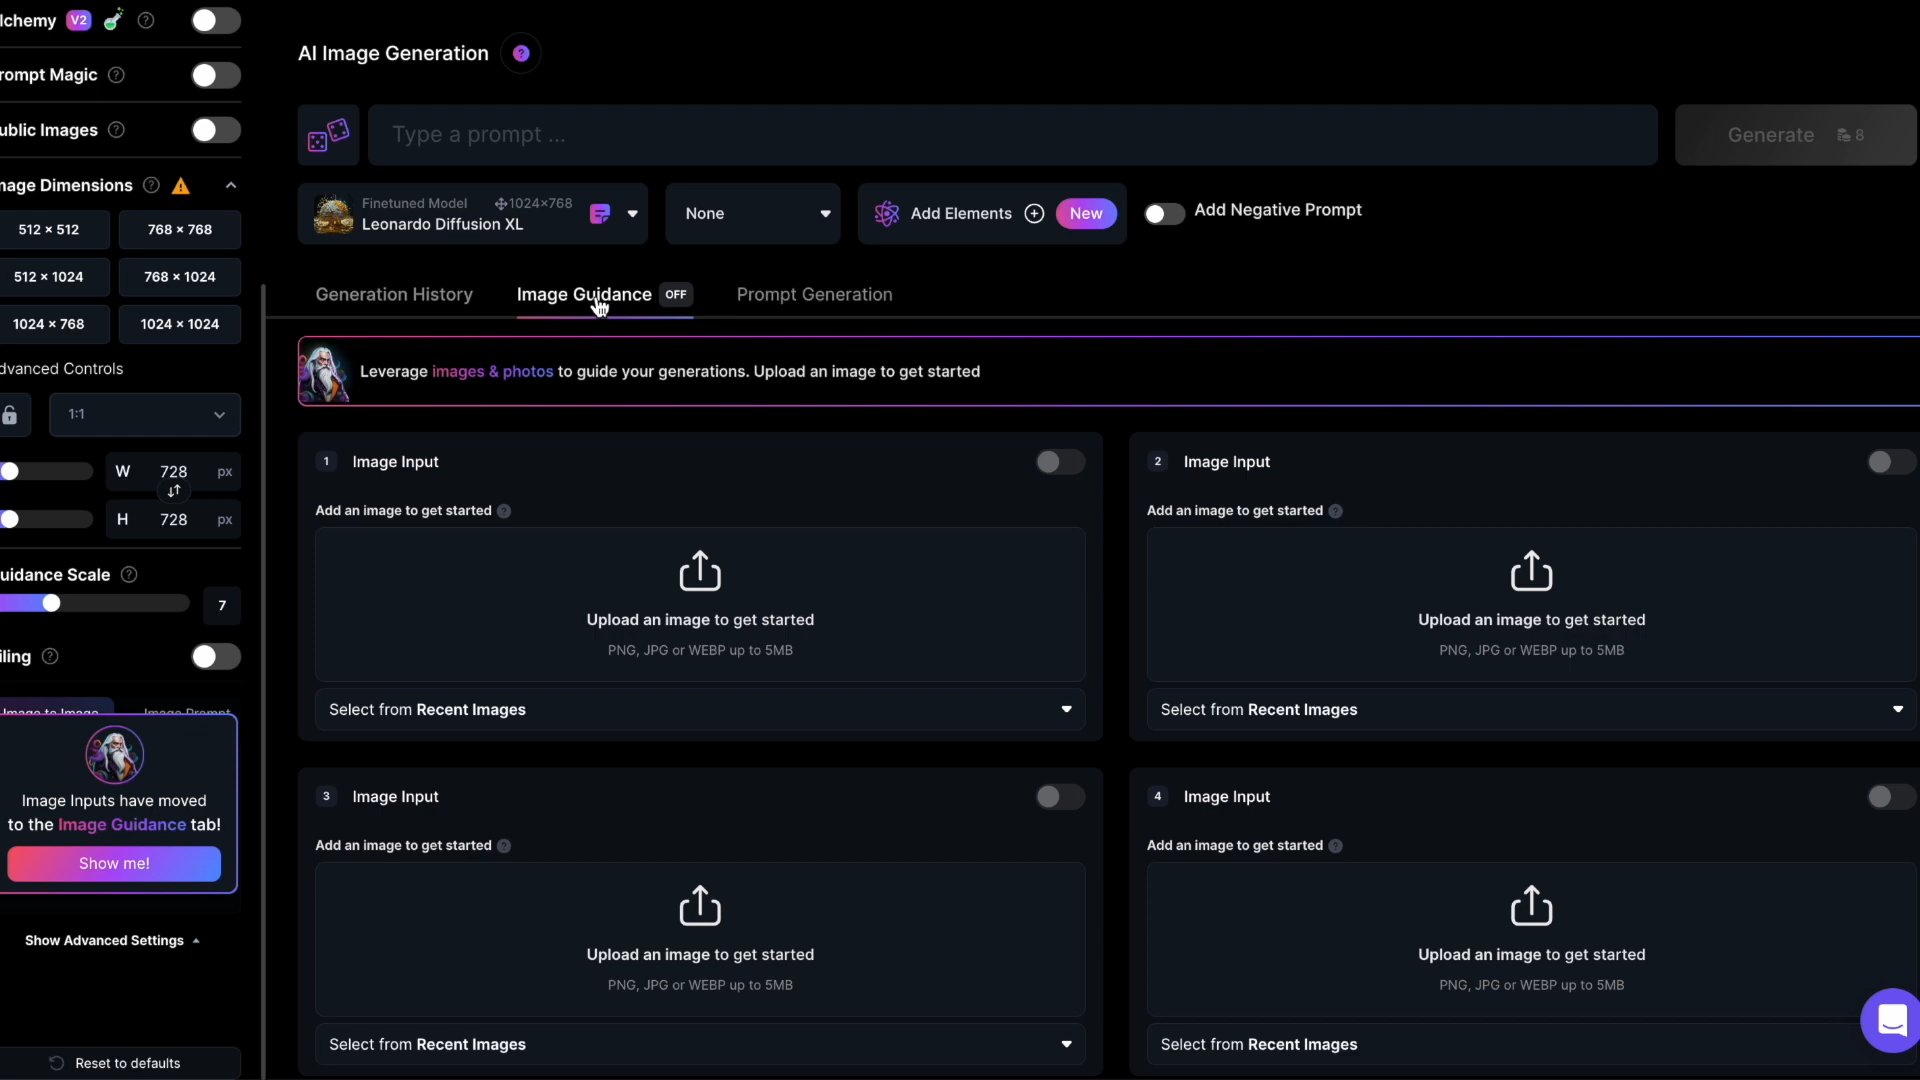 lchemy V2
rompt Magic
ublic Images
mage Dimensions
512 × 512
768 × 768
512 × 1024
768 × 1024
1024 × 768
1024 × 1024
dvanced Controls
1:1
W 728 px
H 728 px
uidance Scale
7
iling
Image to Image
Image Prompt
Image Inputs have moved
to the Image Guidance tab!
Show me!
Show Advanced Settings
Reset to defaults
AI Image Generation
Type a prompt ...
Generate 8
Finetuned Model 1024×768
Leonardo Diffusion XL
None
Add Elements New
Add Negative Prompt
Generation History
Image Guidance OFF
Prompt Generation
Leverage images & photos to guide your generations. Upload an image to get started
1 Image Input
Add an image to get started
Upload an image to get started
PNG, JPG or WEBP up to 5MB
Select from Recent Images
2 Image Input
Add an image to get started
Upload an image to get started
PNG, JPG or WEBP up to 5MB
Select from Recent Images
3 Image Input
Add an image to get started
Upload an image to get started
PNG, JPG or WEBP up to 5MB
Select from Recent Images
4 Image Input
Add an image to get started
Upload an image to get started
PNG, JPG or WEBP up to 5MB
Select from Recent Images